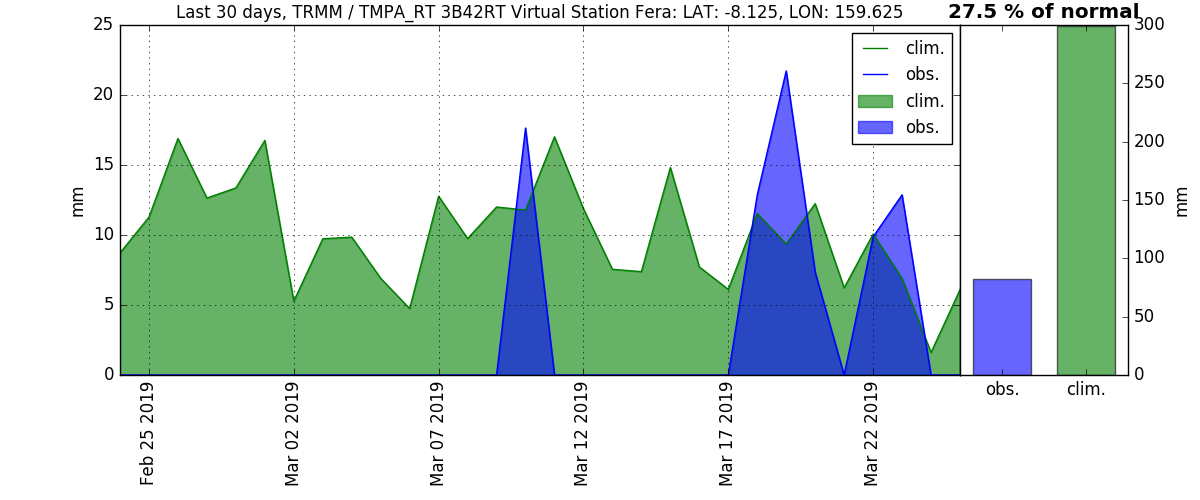 Last 30 days, TRMM / TMPA_RT 3B42RT Virtual Station Fera: LAT: -8.125, LON: 159.625
27.5 % of normal
25
20
15
10
5
0
mm
clim.
obs.
clim.
obs.
Feb 25 2019
Mar 02 2019
Mar 07 2019
Mar 12 2019
Mar 17 2019
Mar 22 2019
300
250
200
150
100
50
0
mm
obs.
clim.